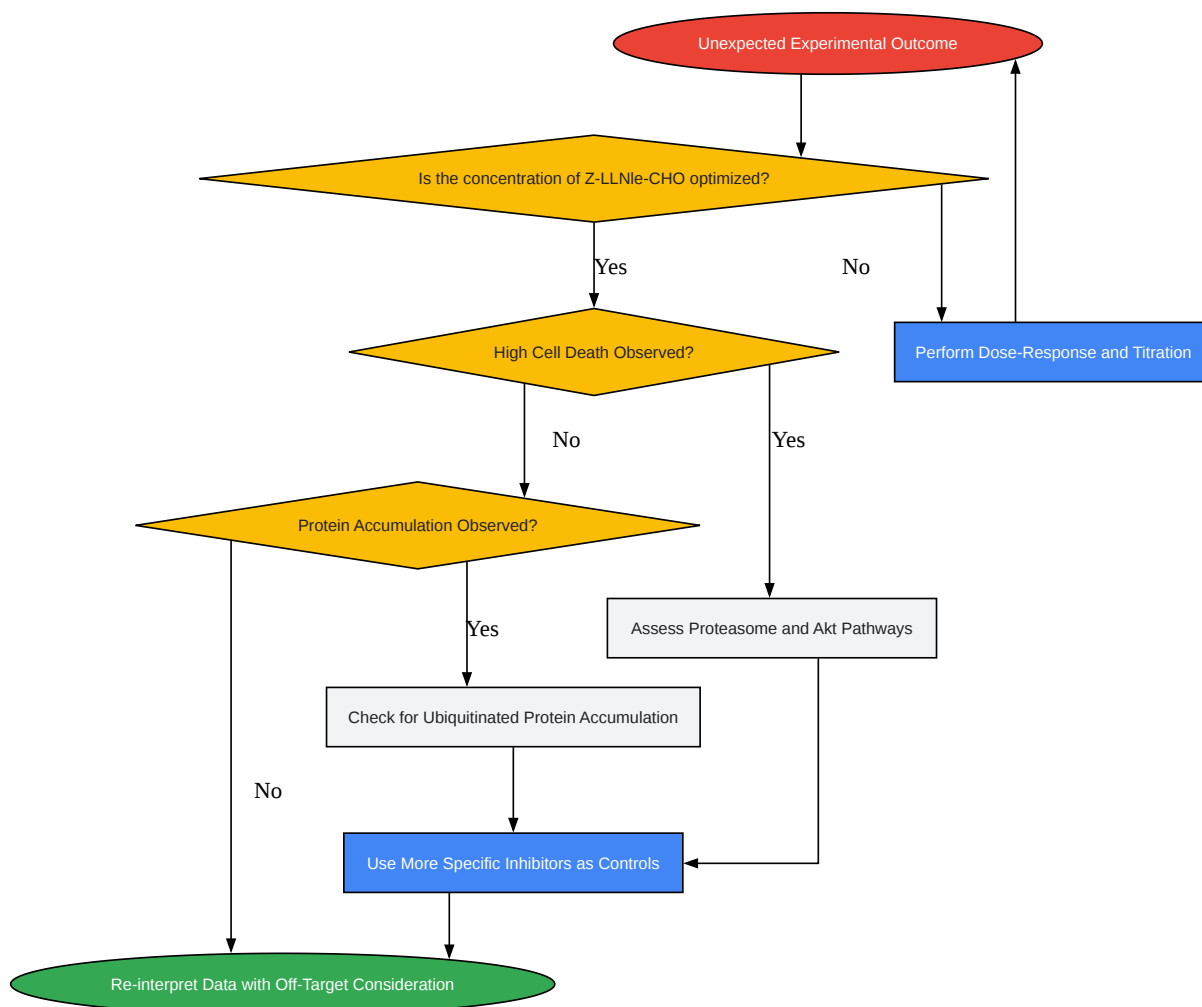 Unexpected Experimental Outcome
Is the concentration of Z-LLNle-CHO optimized?
Yes
No
High Cell Death Observed?
Perform Dose-Response and Titration
No
Yes
Protein Accumulation Observed?
Assess Proteasome and Akt Pathways
Yes
Check for Ubiquitinated Protein Accumulation
No
Use More Specific Inhibitors as Controls
Re-interpret Data with Off-Target Consideration